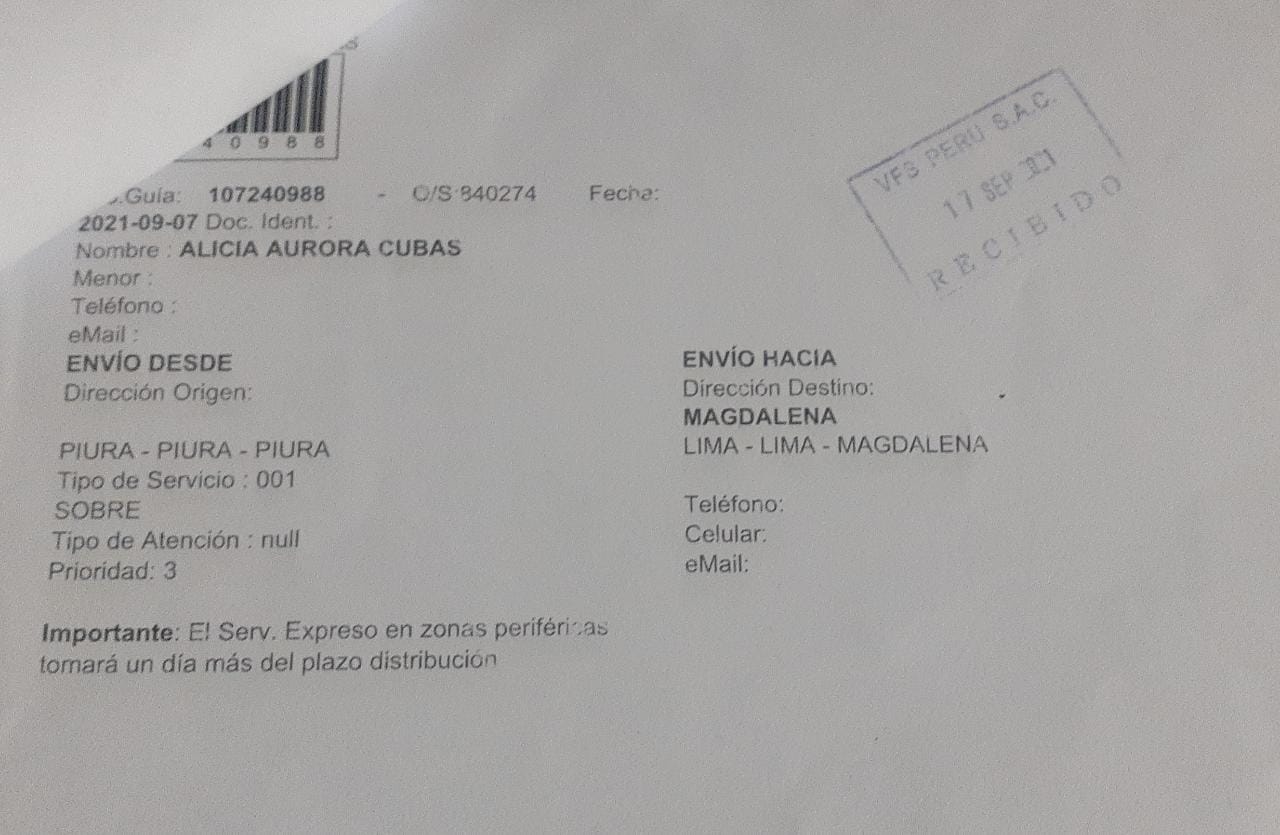 4 0 9 8 8
.Guía: 107240988 - O/S 840274 Fecha:
2021-09-07 Doc. Ident. :
Nombre : ALICIA AURORA CUBAS
Menor :
Teléfono :
eMail :
ENVÍO DESDE
Dirección Origen:
PIURA - PIURA - PIURA
Tipo de Servicio : 001
SOBRE
Tipo de Atención : null
Prioridad: 3
Importante: El Serv. Expreso en zonas periféricas
tomará un día más del plazo distribución
VFS PERU S.A.C.
17 SEP
RECIBIDO
ENVÍO HACIA
Dirección Destino:
MAGDALENA
LIMA - LIMA - MAGDALENA
Teléfono:
Celular:
eMail: